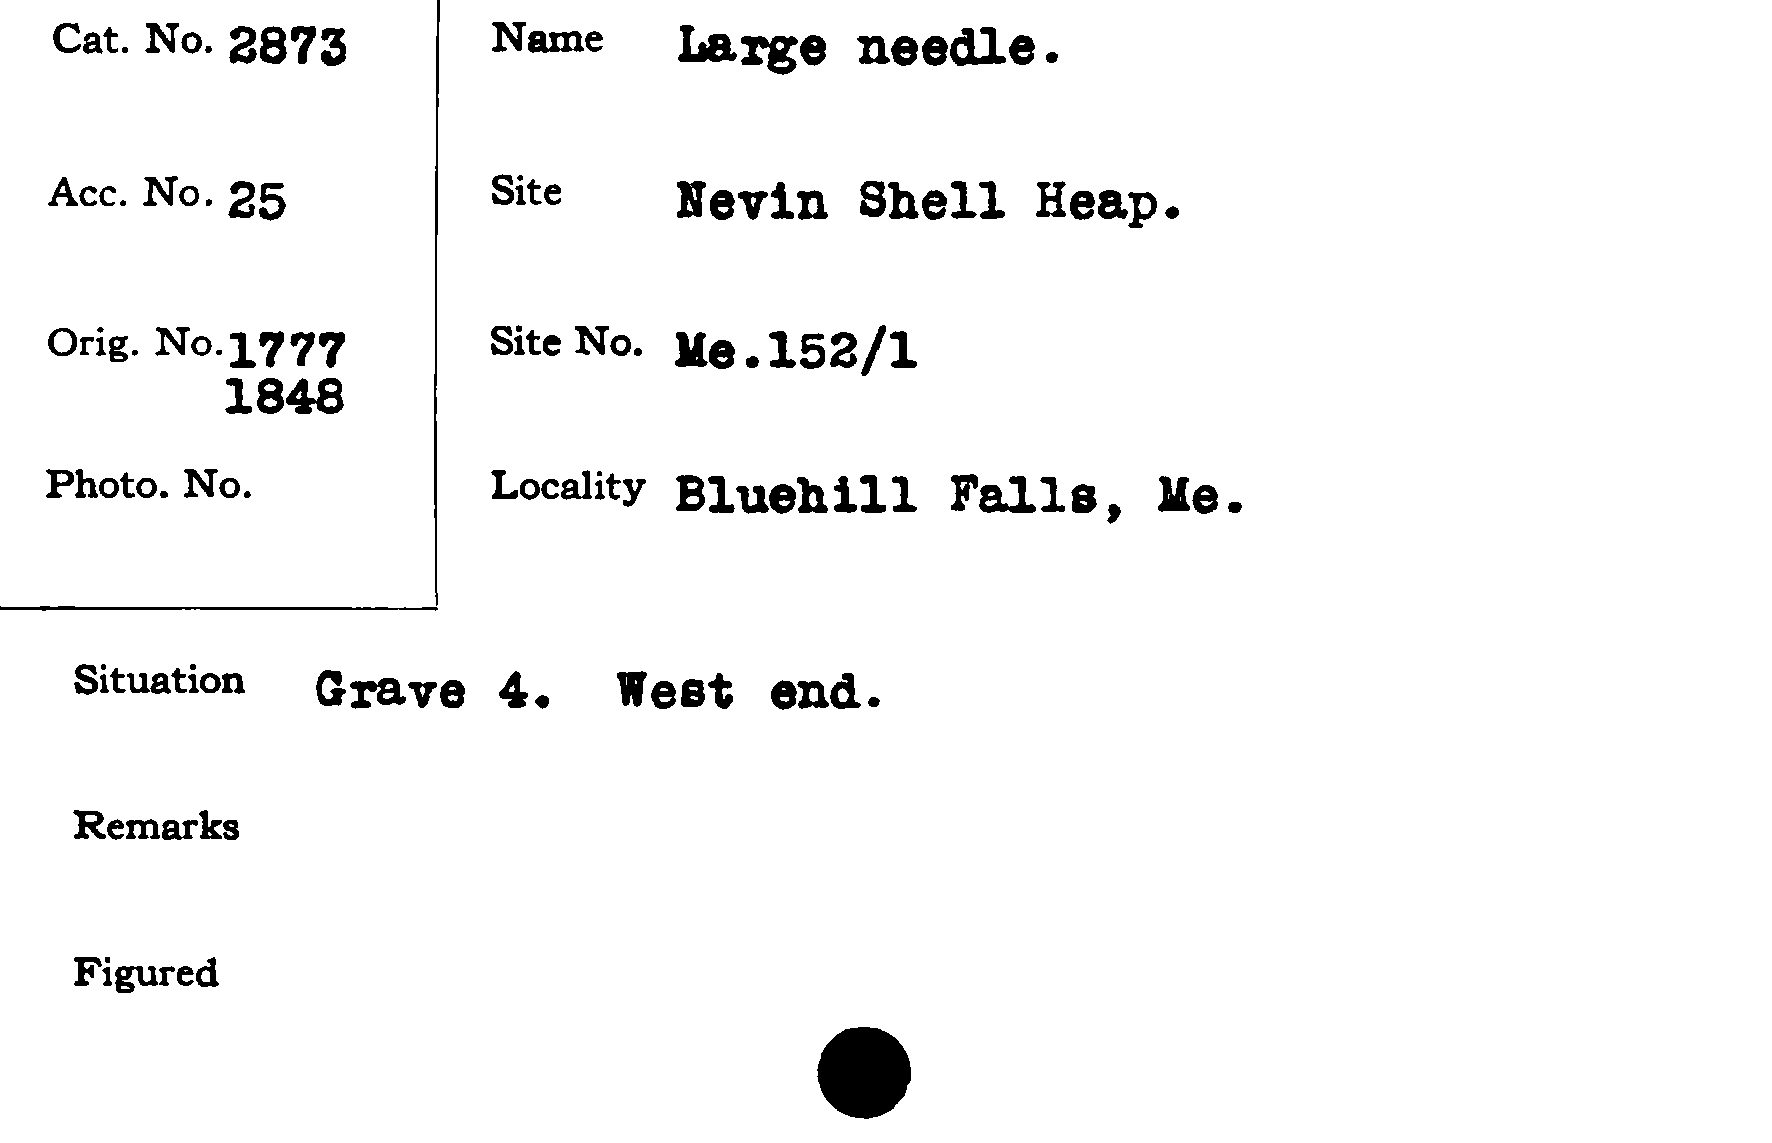 Cat. No. 2873
Name Large needle.
Acc. No. 25
Site Nevin Shell Heap.
Orig. No. 1777
1848
Site No. Me.152/1
Photo. No.
Locality Bluehill Falls, Me.
Situation Grave 4. West end.
Remarks
Figured